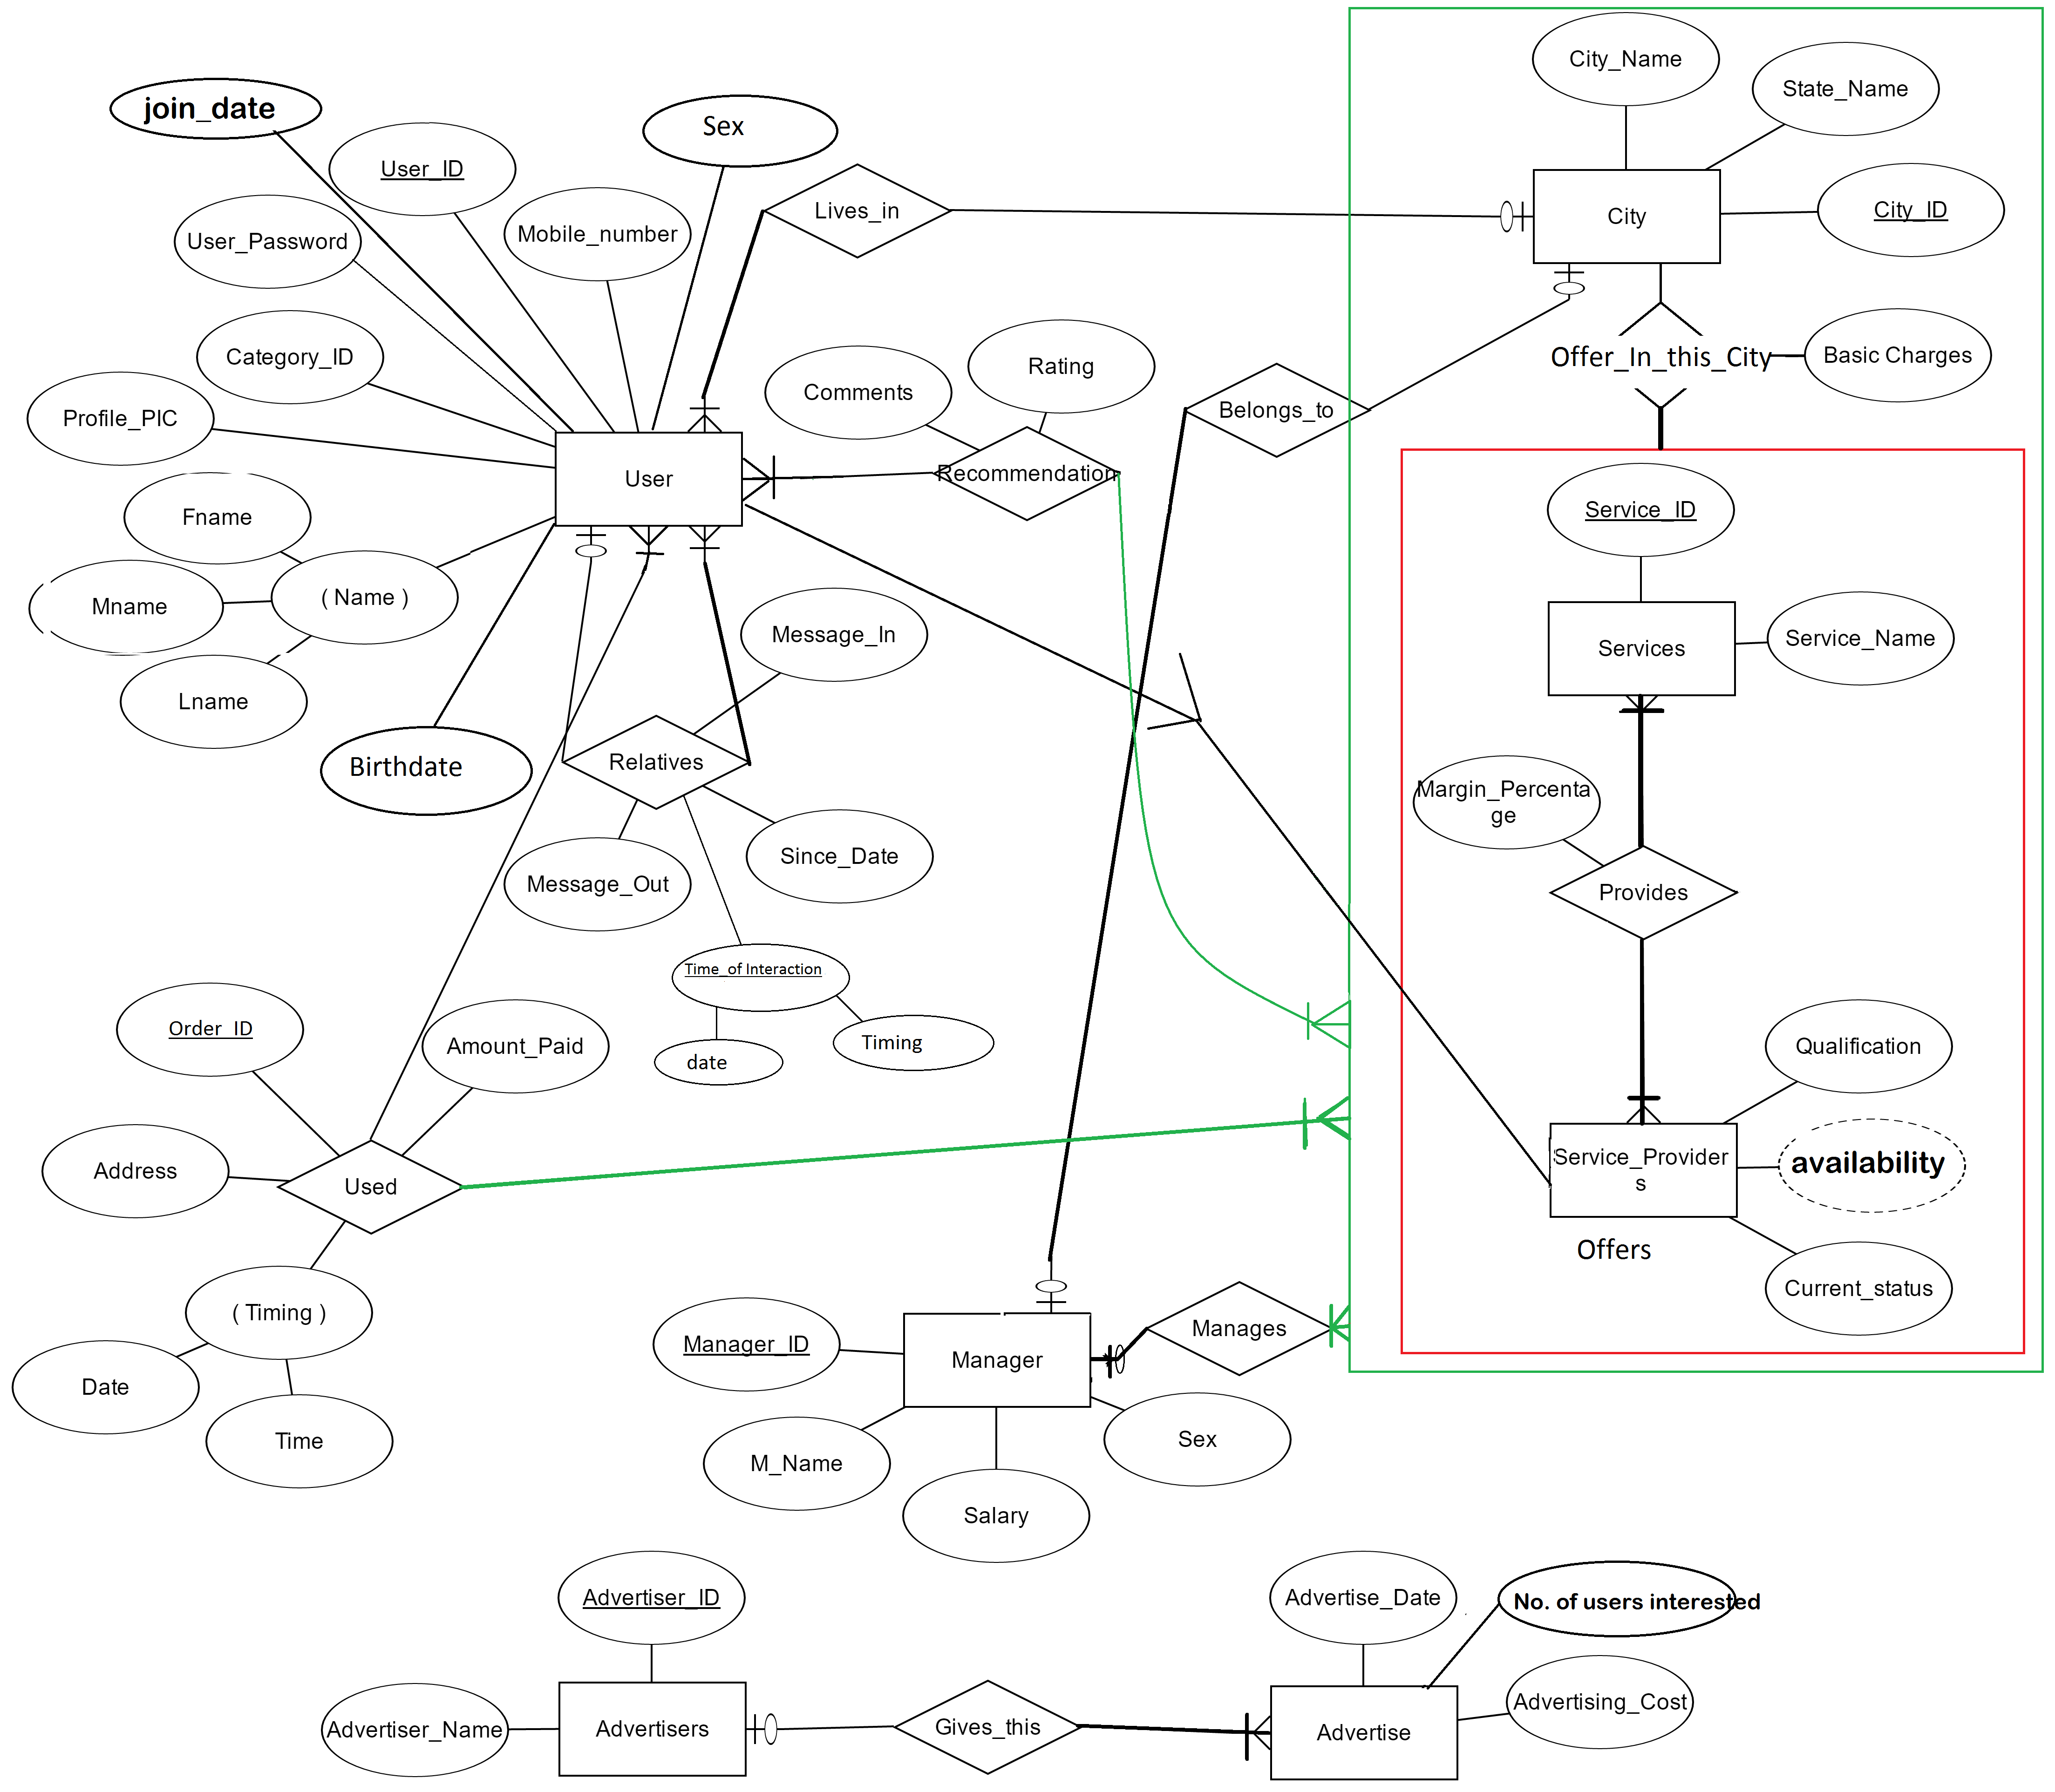 City_Name
State_Name
join_date
Sex
User_ID
User_Password
Mobile_number
Lives_in
City
City_ID
Category_ID
Profile_PIC
Comments
Rating
Belongs_to
Offer_In_this_City
Basic Charges
User
Recommendation
Fname
Service_ID
( Name )
Mname
Message_In
Services
Service_Name
Lname
Birthdate
Relatives
Margin_Percenta
ge
Message_Out
Since_Date
Provides
Time_of Interaction
Order_ID
Amount_Paid
date
Timing
Qualification
Address
Used
Service_Provider
s
availability
Offers
( Timing )
Current_status
Manager_ID
Manager
Manages
Date
Time
M_Name
Sex
Salary
Advertiser_ID
Advertise_Date
No. of users interested
Advertiser_Name
Advertisers
Gives_this
Advertise
Advertising_Cost